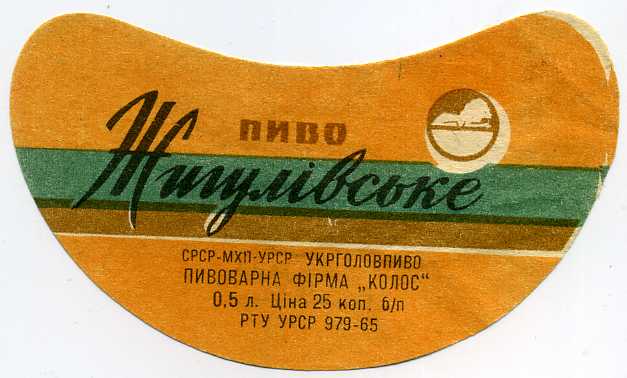 ПИВО
Жигулівське
СРСР-МХП-УРСР УКРГОЛОВПИВО
ПИВОВАРНА ФІРМА „КОЛОС“
0,5 л. Ціна 25 коп. б/п
РТУ УРСР 979-65